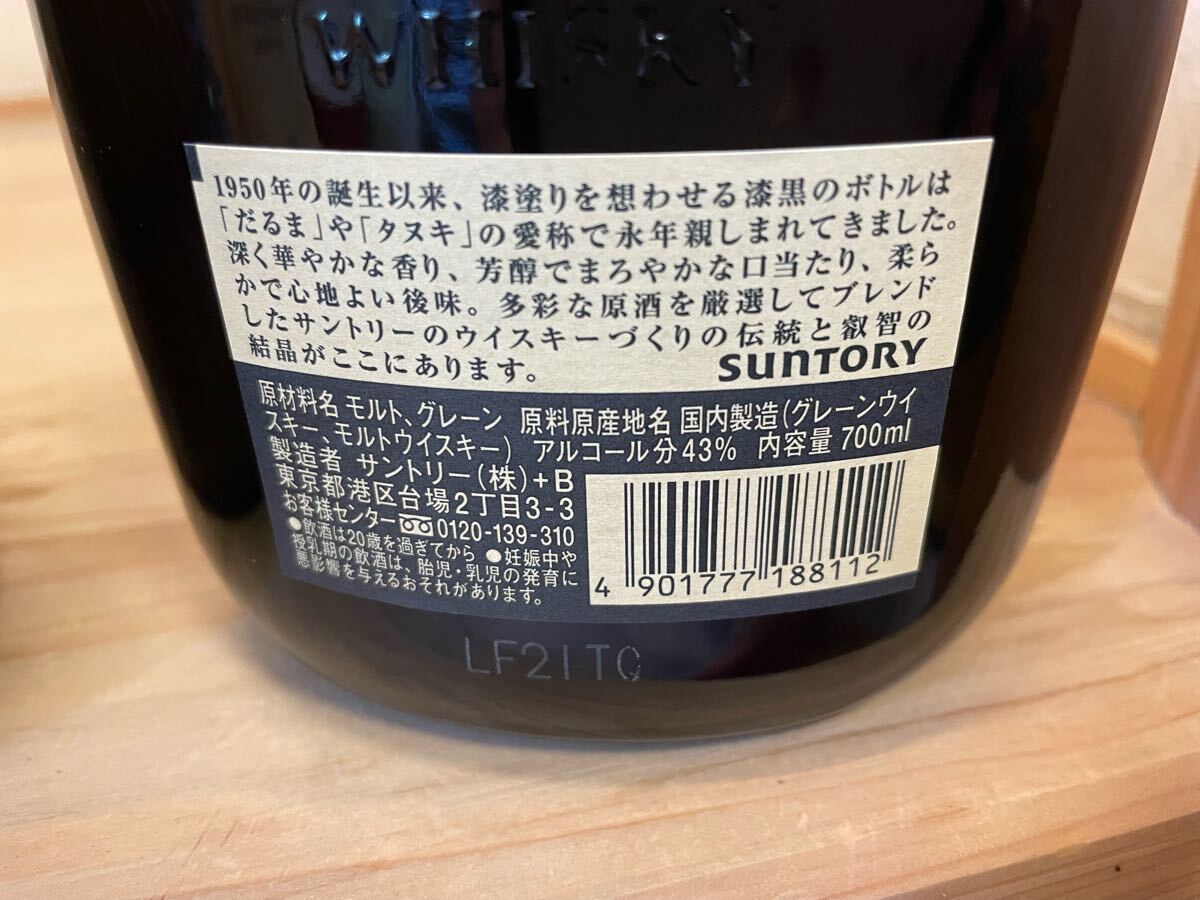 WHISKY
1950年の誕生以来、漆塗りを想わせる漆黒のボトルは
「だるま」や「タヌキ」の愛称で永年親しまれてきました。
深く華やかな香り、芳醇でまろやかな口当たり、柔ら
かで心地よい後味。多彩な原酒を厳選してブレンド
したサントリーのウイスキーづくりの伝統と叡智の
結晶がここにあります。
SUNTORY
原材料名 モルト、グレーン 原料原産地名 国内製造(グレーンウイ
スキー、モルトウイスキー) アルコール分43% 内容量 700ml
製造者 サントリー(株)+B
東京都港区台場2丁目3-3
お客様センター 0120-139-310
●飲酒は20歳を過ぎてから ●妊娠中や
授乳期の飲酒は、胎児・乳児の発育に
悪影響を与えるおそれがあります。
4 901777 188112
LF21TQ